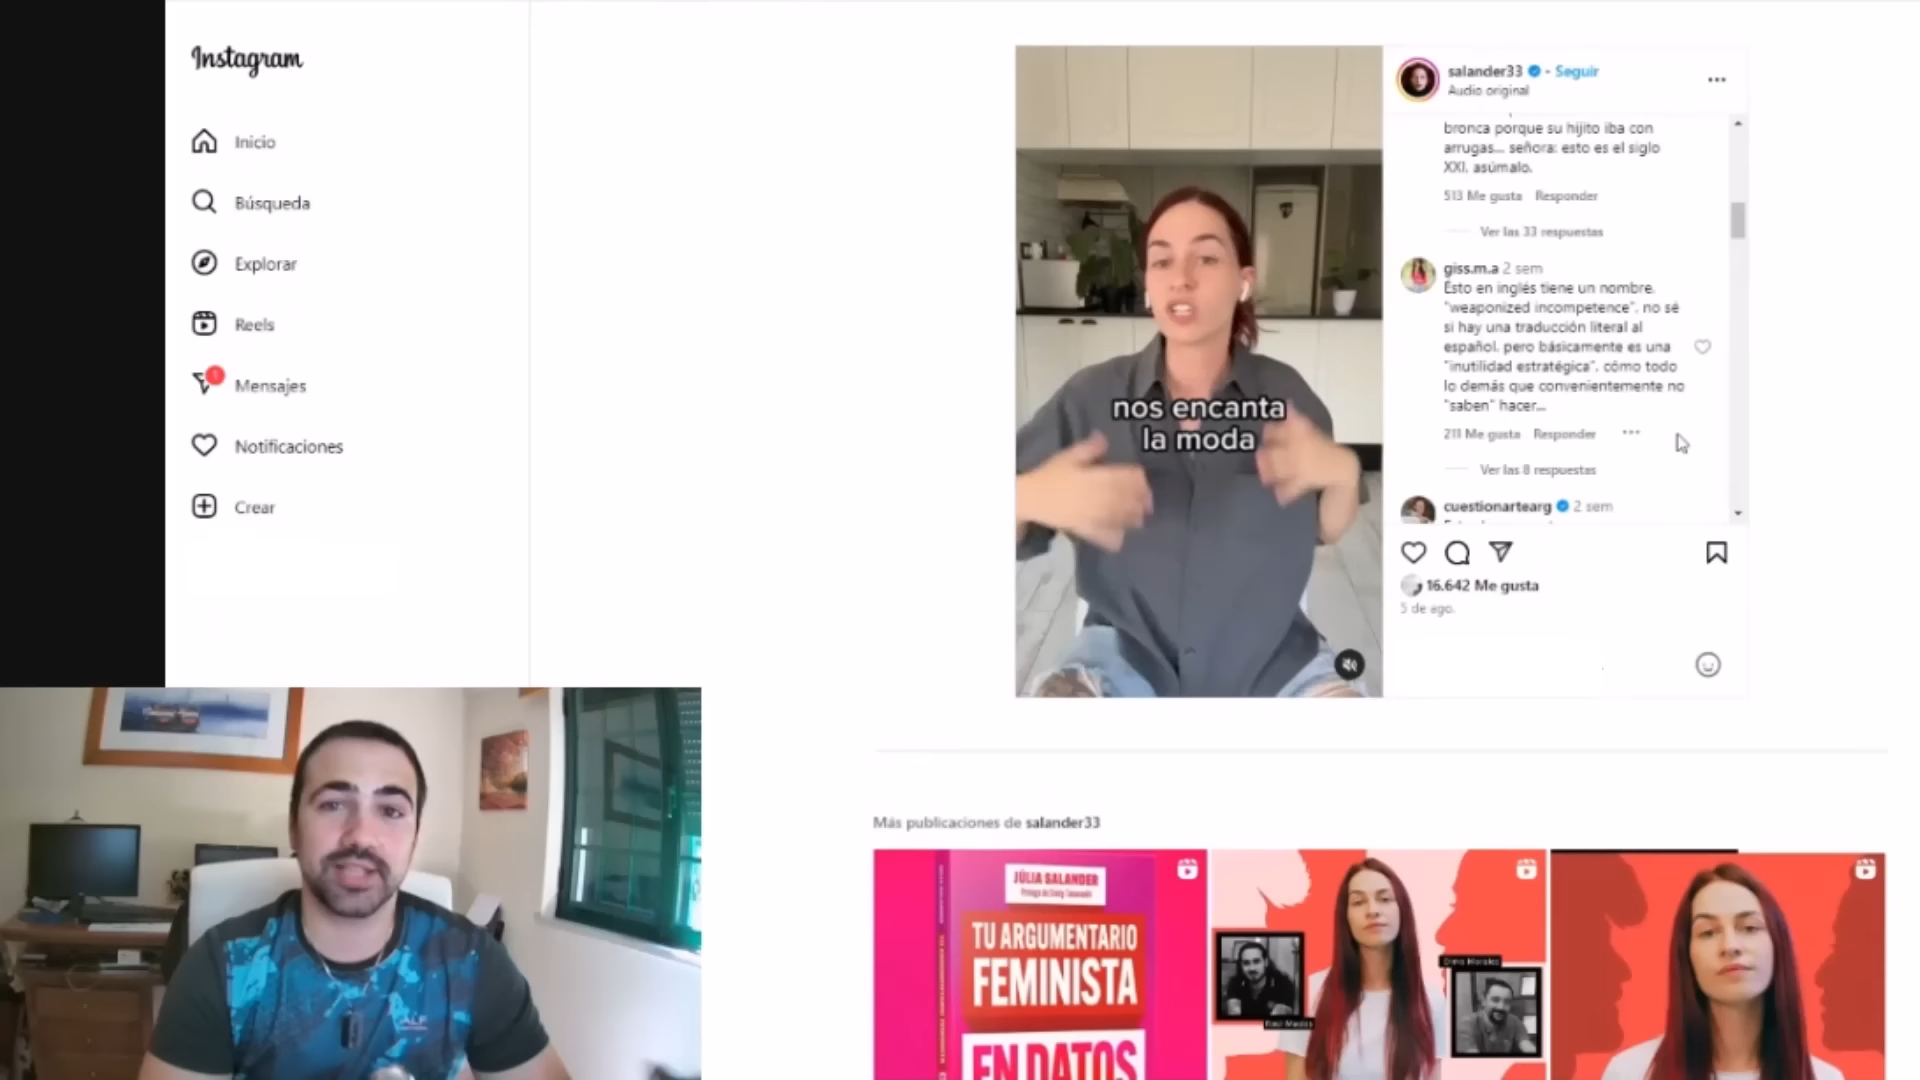 Instagram
Inicio
Búsqueda
Explorar
Reels
1
Mensajes
Notificaciones
Crear
nos encanta
la moda
salander33 - Seguir
Audio original
bronca porque su hijito iba con
arrugas... señora: esto es el siglo
XXI. asúmalo.
513 Me gusta Responder
Ver las 33 respuestas
giss.m.a 2 sem
Esto en inglés tiene un nombre.
"weaponized incompetence". no sé
si hay una traducción literal al
español. pero básicamente es una
"inutilidad estratégica". cómo todo
lo demás que convenientemente no
"saben" hacer...
211 Me gusta Responder ...
Ver las 8 respuestas
cuestionartearg 2 sem
16.642 Me gusta
5 de ago.
Más publicaciones de salander33
JÚLIA SALANDER
TU ARGUMENTARIO
FEMINISTA
EN DATOS